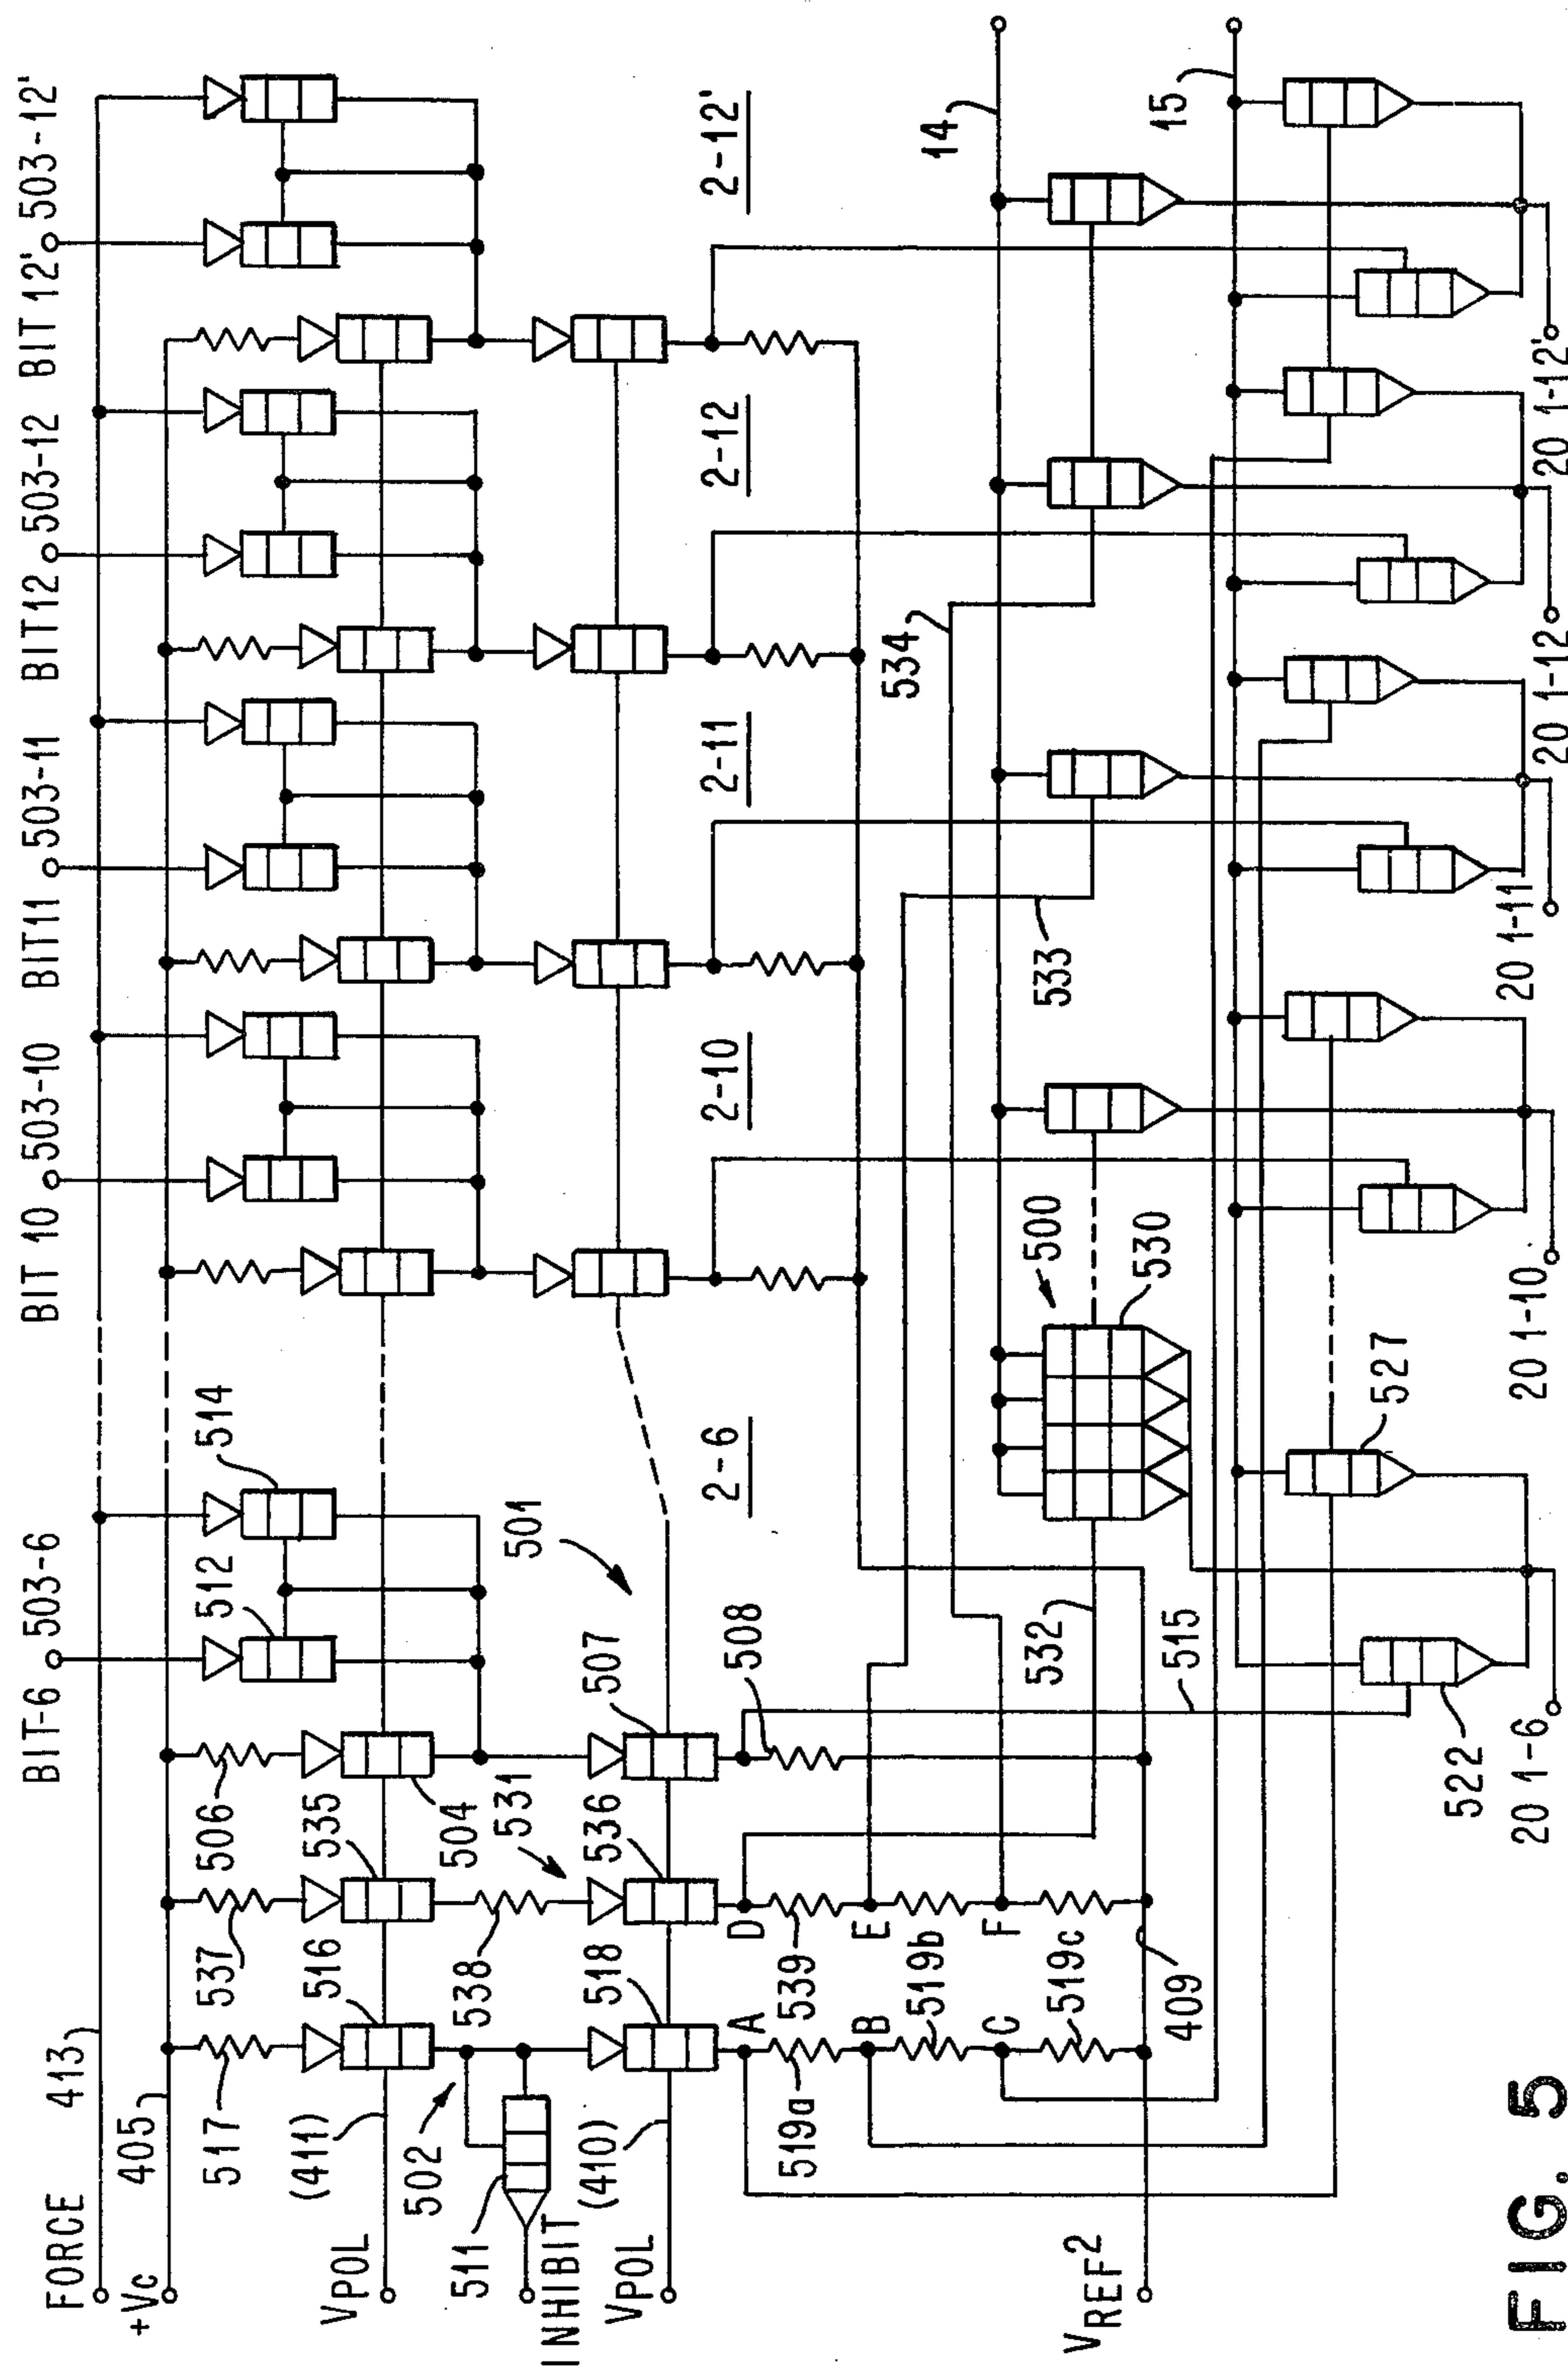 BIT-6 503-6
BIT 10 503-10
BIT11 503-11
BIT12 503-12
BIT 12' 503-12'
FORCE 413
+Vc 405
517
537
506
512
514
516
535
504
VPOL (411)
502
538
531
501
511
INHIBIT
VPOL (410)
518
536
507
2-6
2-10
2-11
2-12
2-12'
A
D
519a
539
508
B
E
519b
C
F
519c
409
VREF2
532
515
500
530
533
534
14
15
522
527
20 1-6
20 1-10
20 1-11
20 1-12
20 1-12'
FIG. 5